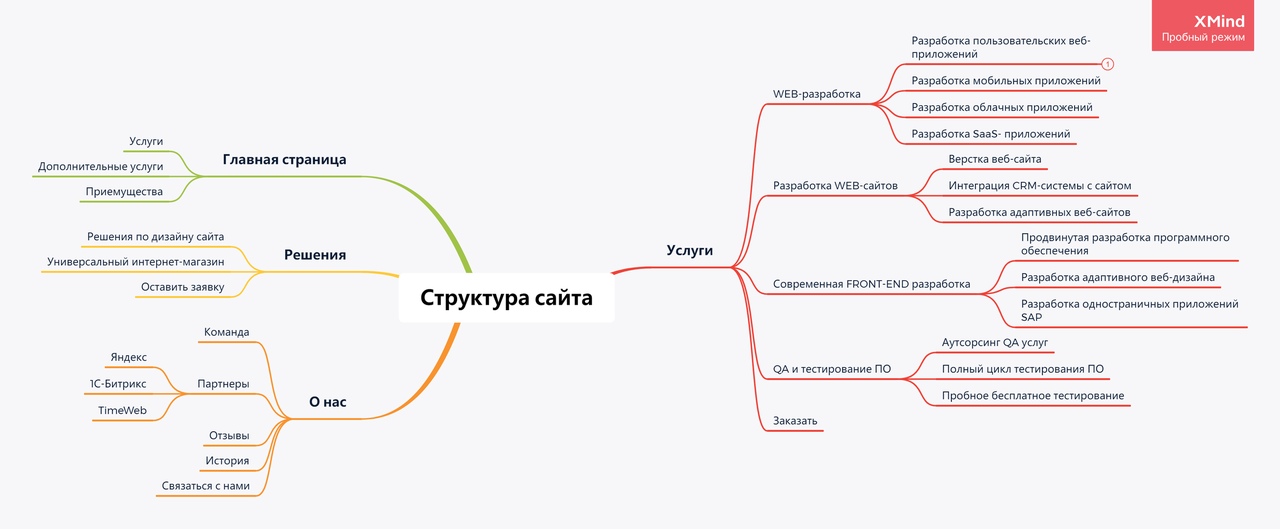 XMind
Пробный режим
Структура сайта
Главная страница
Услуги
Дополнительные услуги
Приемущества
Решения
Решения по дизайну сайта
Универсальный интернет-магазин
Оставить заявку
О нас
Команда
Партнеры
Яндекс
1С-Битрикс
TimeWeb
Отзывы
История
Связаться с нами
Услуги
WEB-разработка
Разработка пользовательских веб-
приложений
1
Разработка мобильных приложений
Разработка облачных приложений
Разработка SaaS- приложений
Разработка WEB-сайтов
Верстка веб-сайта
Интеграция CRM-системы с сайтом
Разработка адаптивных веб-сайтов
Современная FRONT-END разработка
Продвинутая разработка программного
обеспечения
Разработка адаптивного веб-дизайна
Разработка одностраничных приложений
SAP
QA и тестирование ПО
Аутсорсинг QA услуг
Полный цикл тестирования ПО
Пробное бесплатное тестирование
Заказать